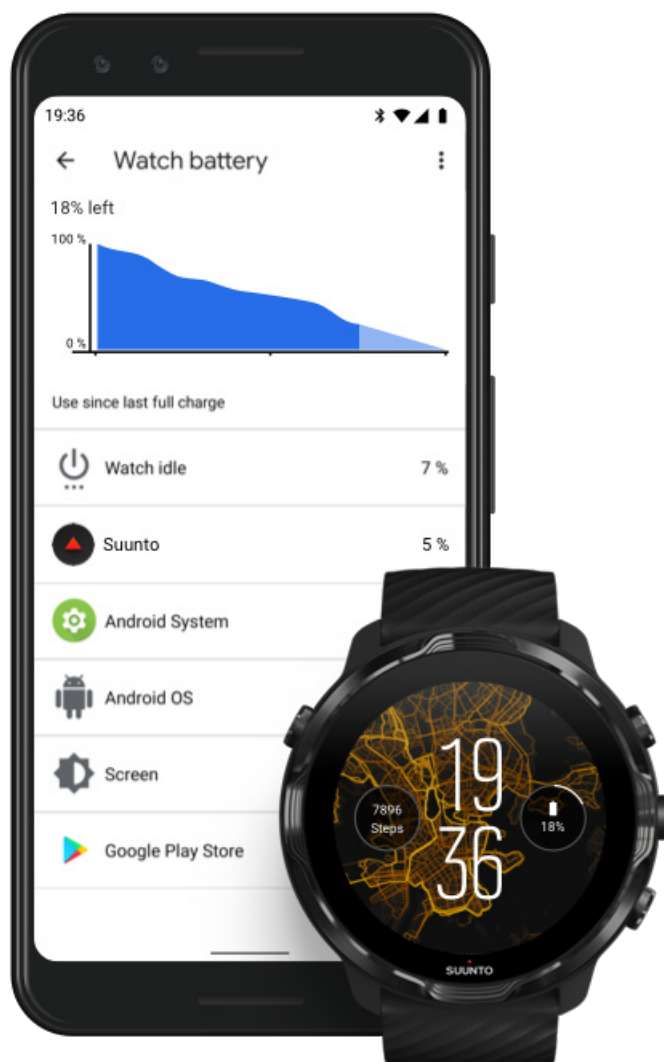 19:36
Watch battery
18% left
100 %
0 %
Use since last full charge
Watch idle
7 %
Suunto
5 %
Android System
Android OS
Screen
Google Play Store
19
36
7896
Steps
18%
SUUNTO